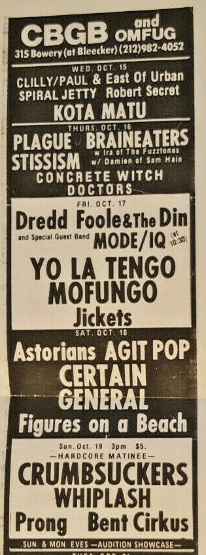 CBGB and OMFUG
315 Bowery (at Bleecker) (212) 982-4052
WED. OCT. 15
CLILLY/PAUL & East Of Urban
SPIRAL JETTY Robert Secret
KOTA MATU
THURS. OCT. 16
PLAGUE BRAINEATERS
w/ Ira of The Fuzztones
STISSISM w/ Damien of Sam Hain
CONCRETE WITCH
DOCTORS
FRI. OCT. 17
Dredd Foole & The Din
and Special Guest Band MODE/IQ (at 10:30)
YO LA TENGO
MOFUNGO
Jickets
SAT. OCT. 18
Astorians AGIT POP
CERTAIN
GENERAL
Figures on a Beach
Sun. Oct. 19 3pm $5.
—HARDCORE MATINEE—
CRUMBSUCKERS
WHIPLASH
Prong Bent Cirkus
SUN. & MON. EVES —AUDITION SHOWCASE—